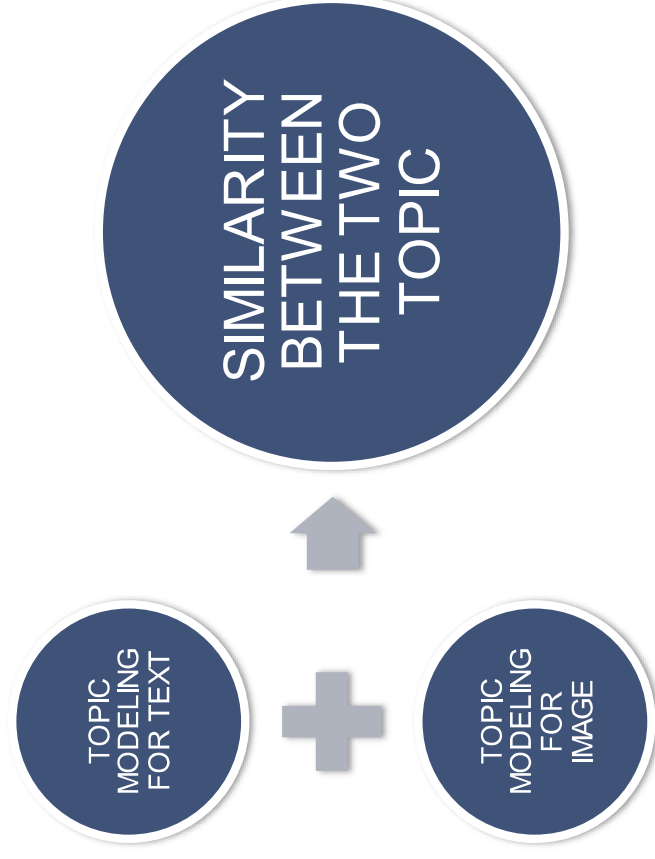 TOPIC
MODELING
FOR TEXT
TOPIC
MODELING
FOR
IMAGE
SIMILARITY
BETWEEN
THE TWO
TOPIC